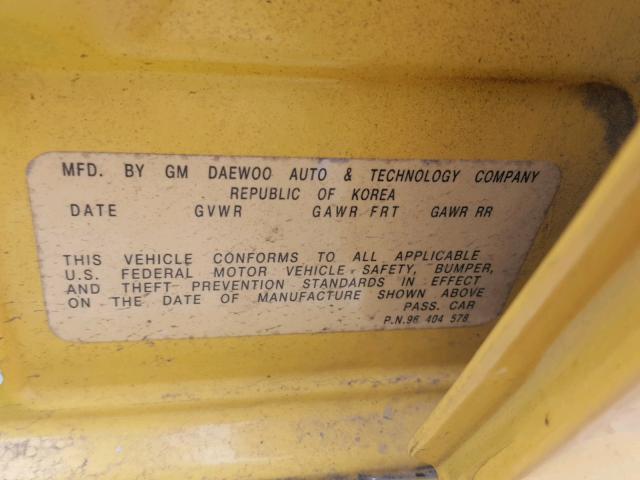 MFD. BY GM DAEWOO AUTO & TECHNOLOGY COMPANY
REPUBLIC OF KOREA
DATE GVWR GAWR FRT GAWR RR
THIS VEHICLE CONFORMS TO ALL APPLICABLE
U.S. FEDERAL MOTOR VEHICLE SAFETY, BUMPER,
AND THEFT PREVENTION STANDARDS IN EFFECT
ON THE DATE OF MANUFACTURE SHOWN ABOVE
PASS. CAR
P.N.96 404 578